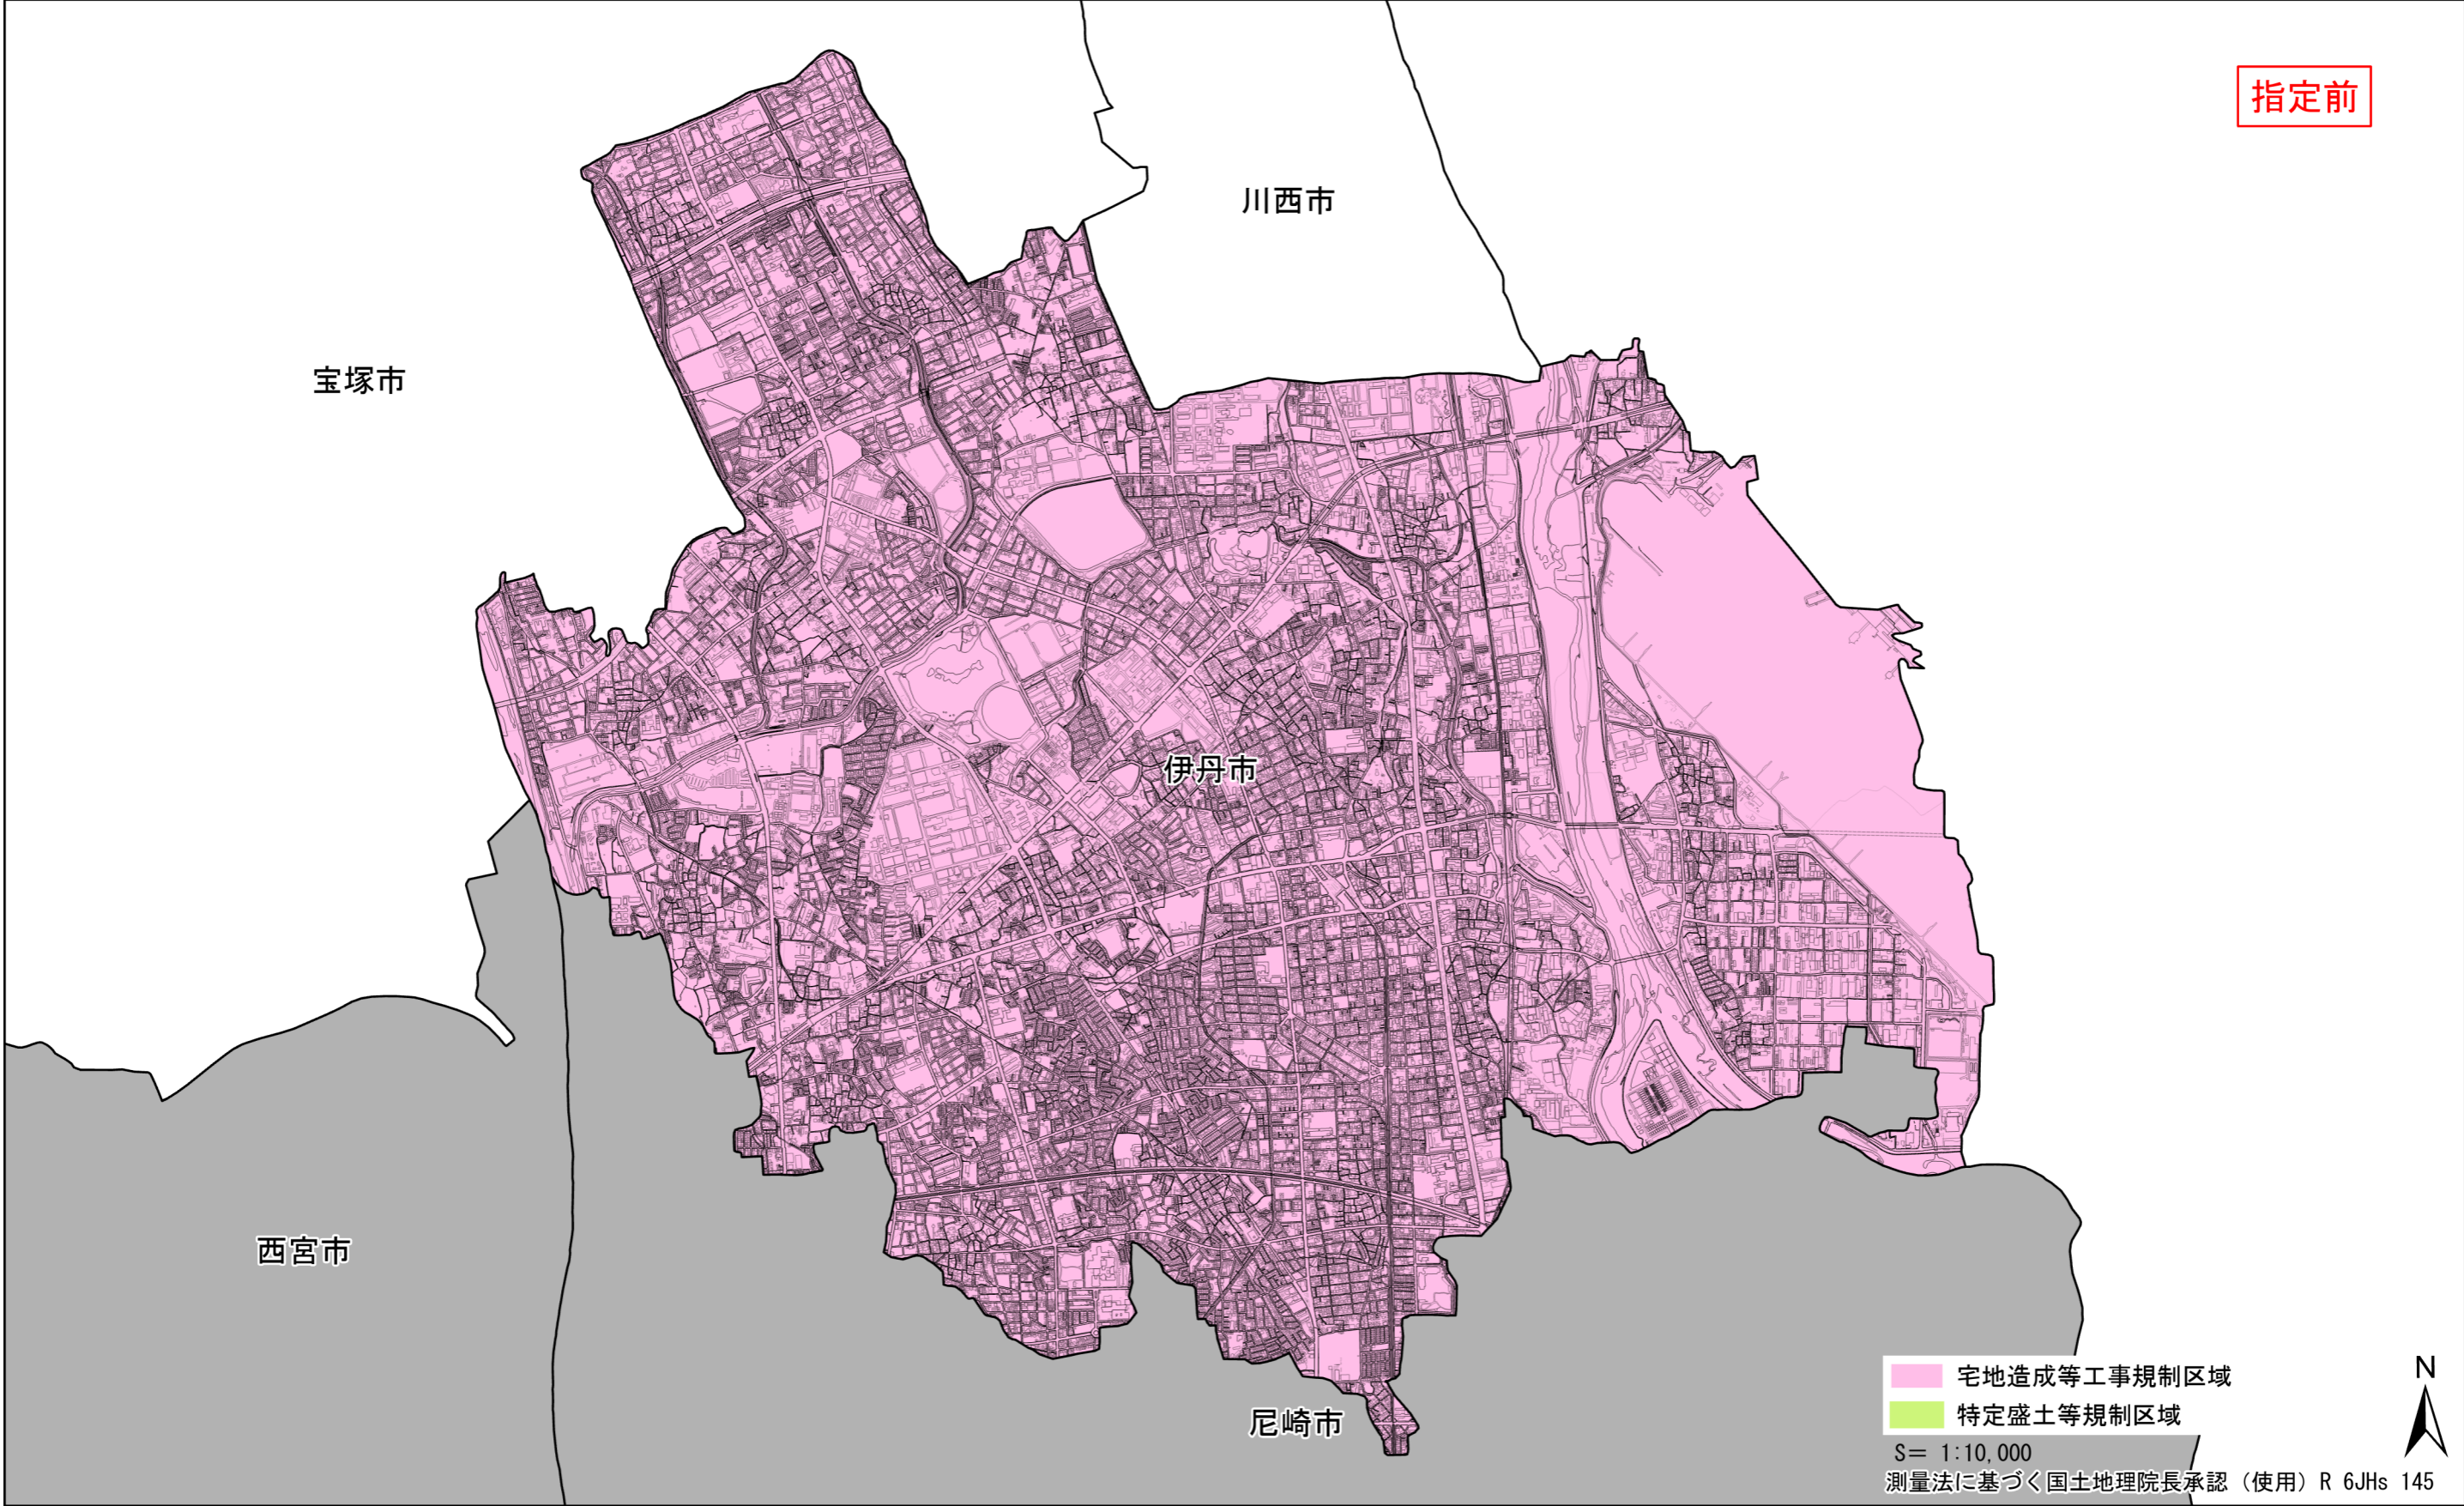 指定前
川西市
宝塚市
伊丹市
西宮市
尼崎市
宅地造成等工事規制区域
特定盛土等規制区域
S＝ 1:10,000
測量法に基づく国土地理院長承認（使用）R 6JHs 145
N